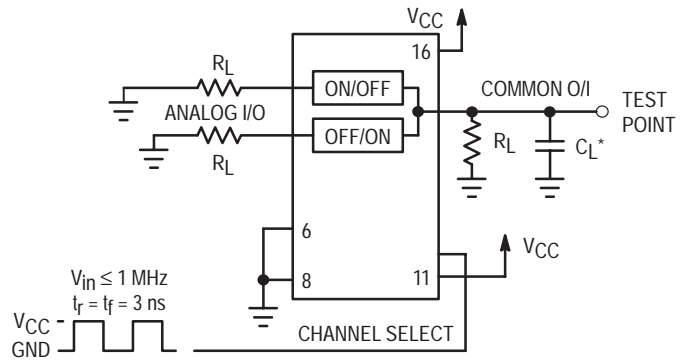 VCC
16
RL
ON/OFF
COMMON O/I
ANALOG I/O
TEST
POINT
OFF/ON
RL
RL
CL*
6
VCC
8
11
Vin ≤ 1 MHz
tr = tf = 3 ns
VCC
GND
CHANNEL SELECT